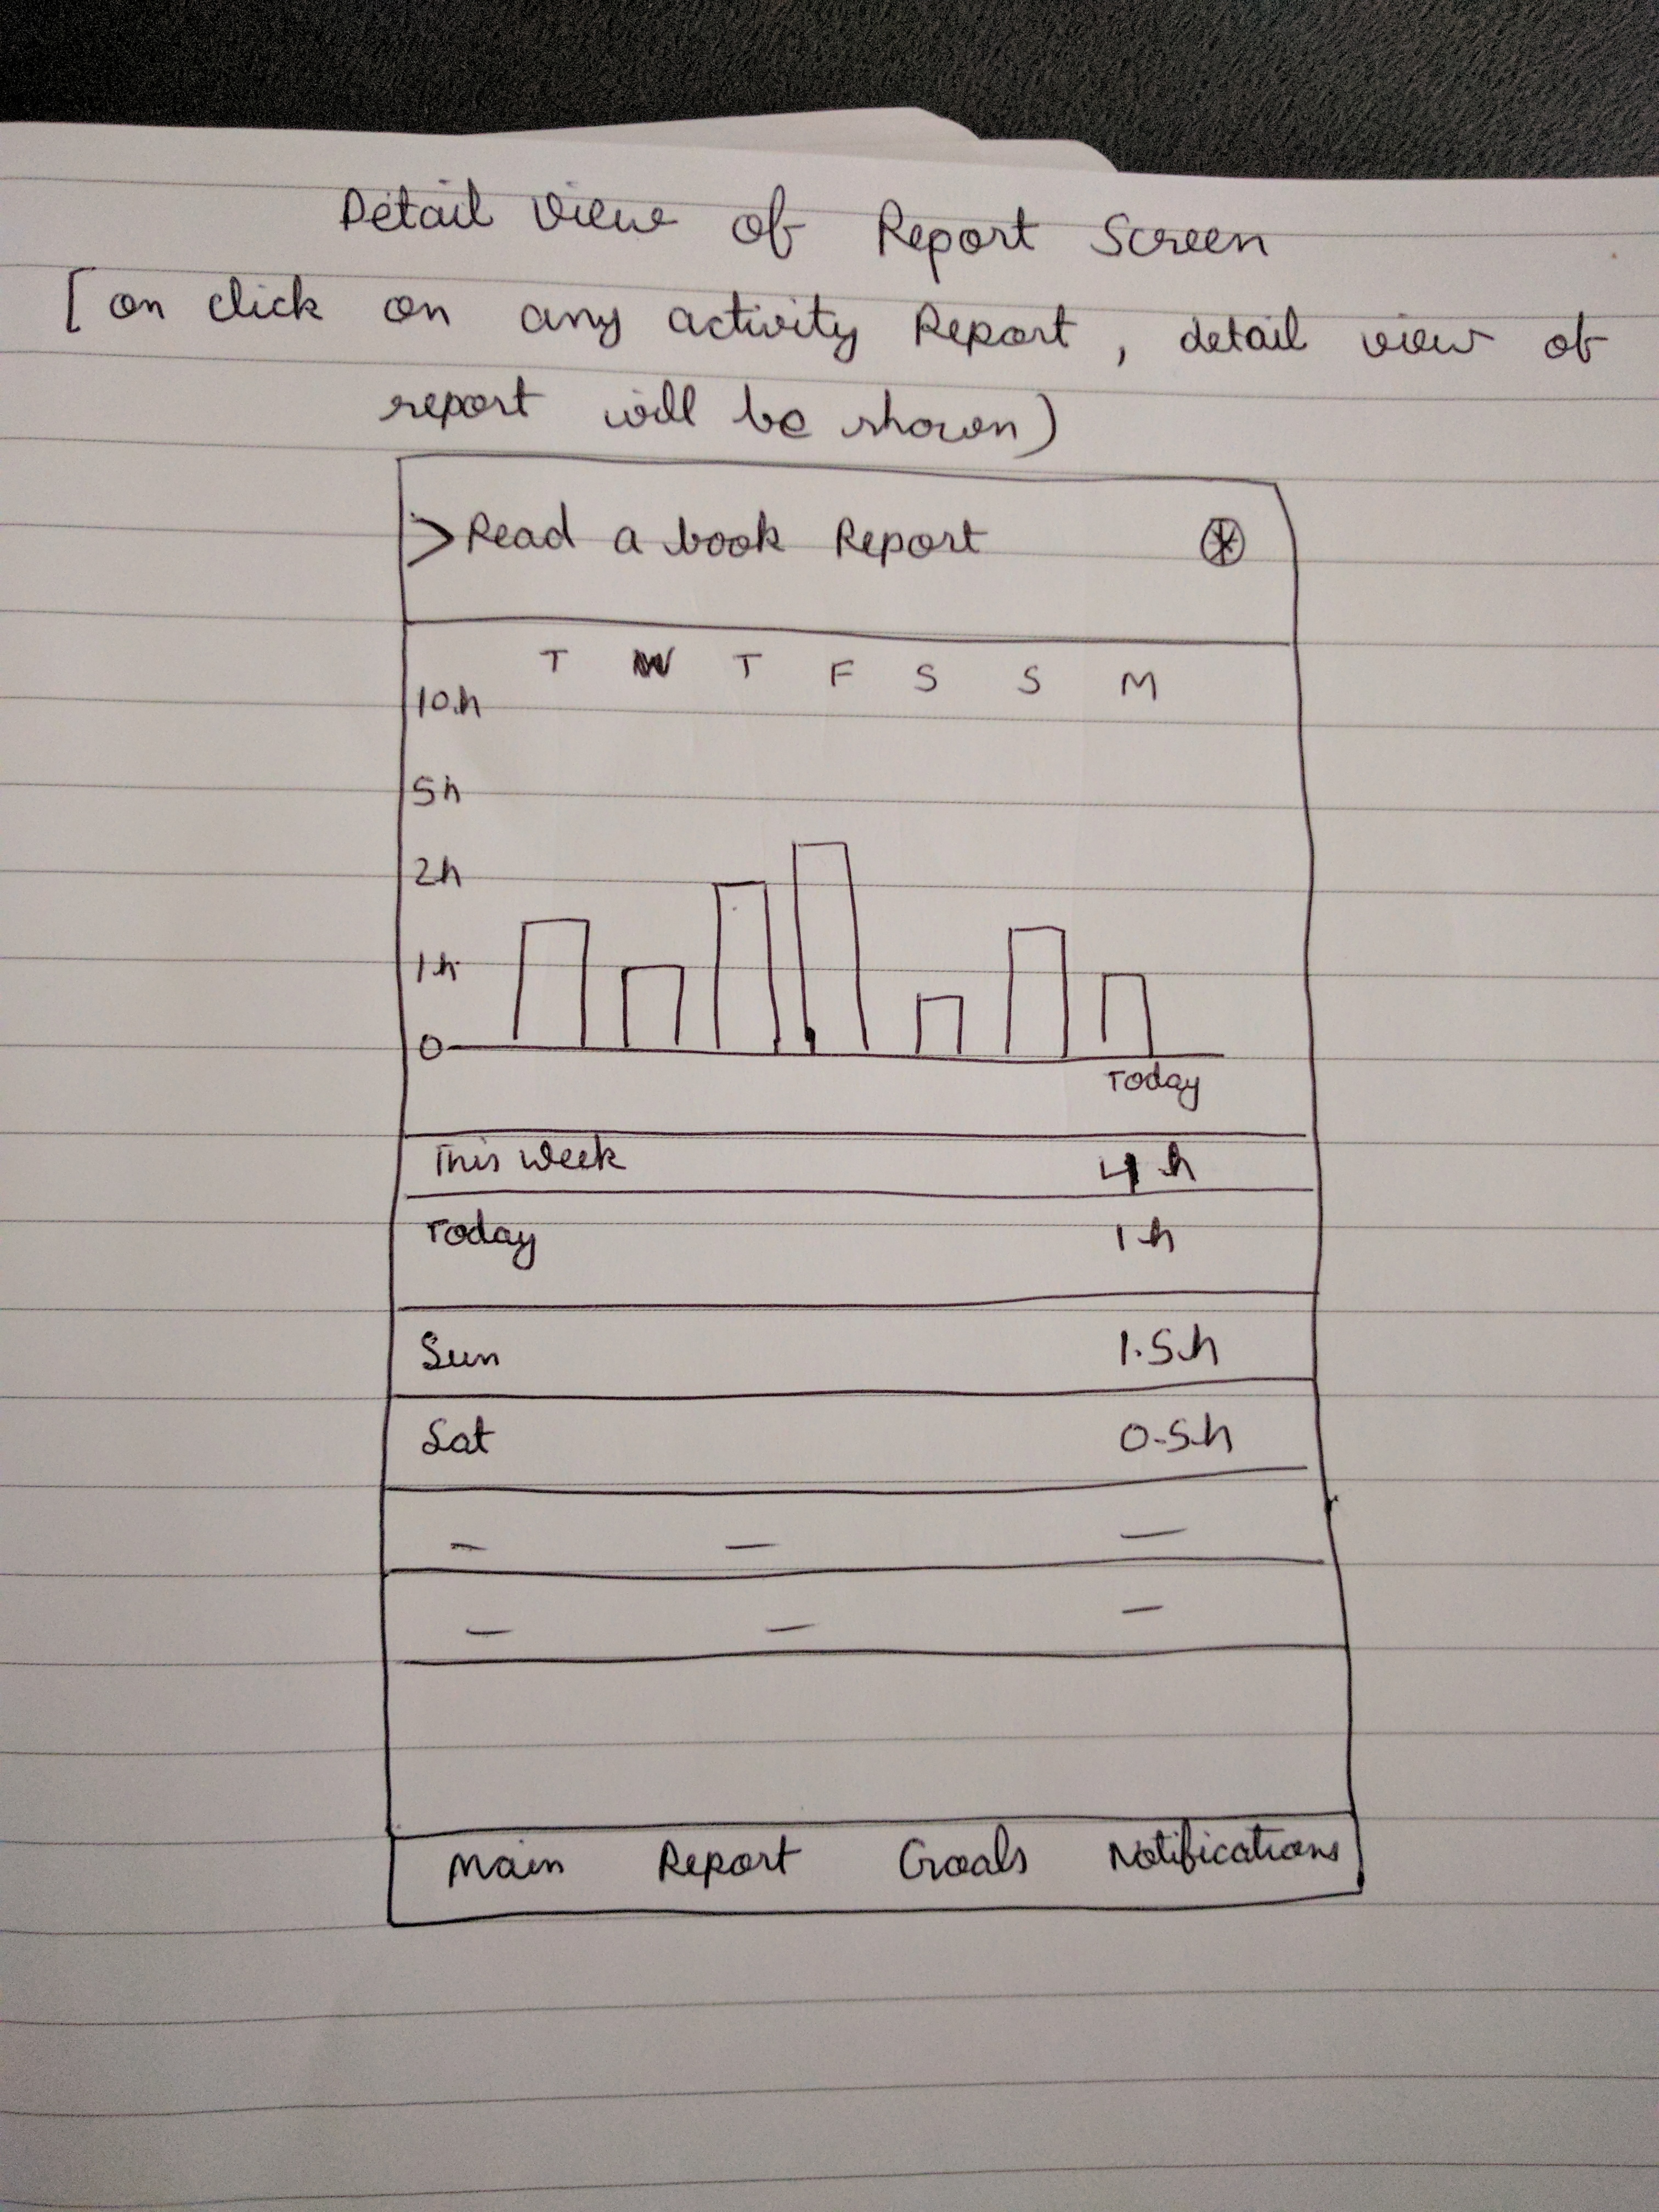 Detail view of Report Screen
[on click on any activity Report, detail view of
report will be shown)
>Read a book Report
T W T F S S M
10h
5h
2h
1h
0
Today
This week 4h
Today 1h
Sun 1.5h
Sat 0.5h
— — —
— — —
Main Report Goals Notifications